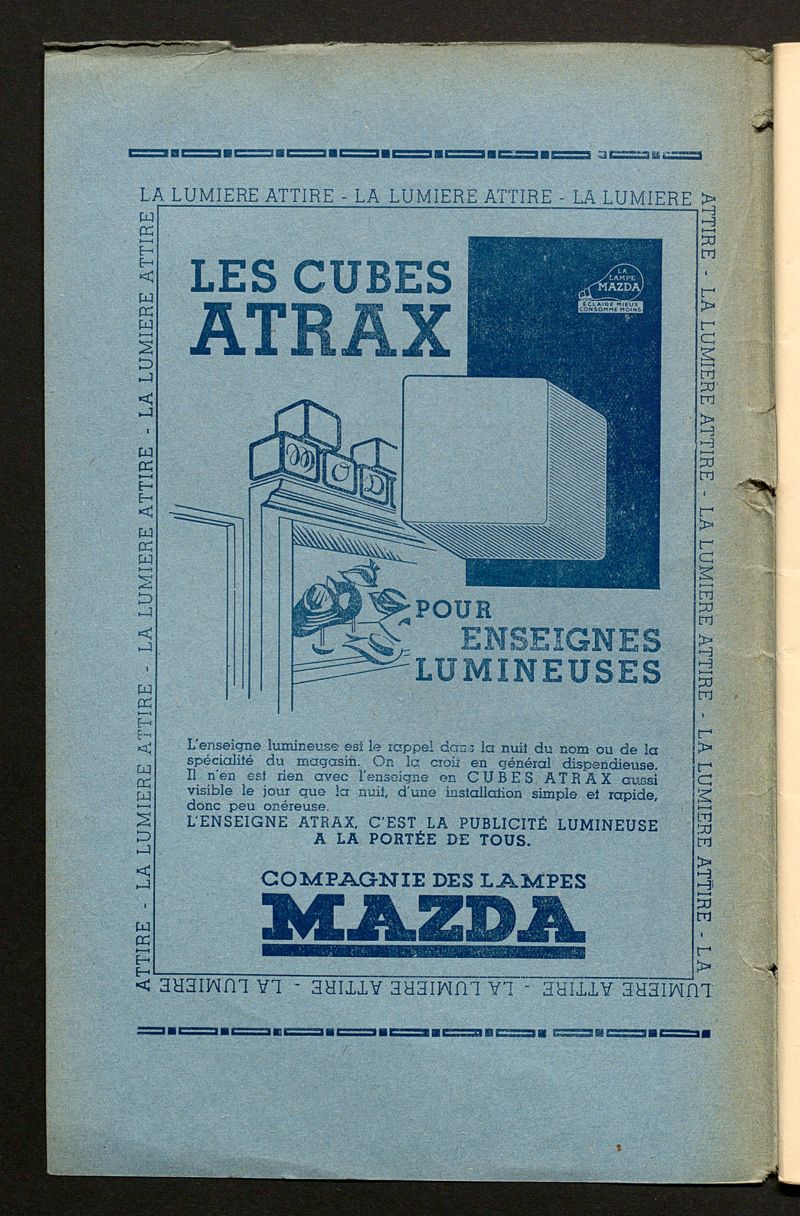 LA LUMIERE ATTIRE - LA LUMIERE ATTIRE - LA LUMIERE
ATTIRE - LA LUMIERE ATTIRE - LA LUMIERE ATTIRE - LA LUMIERE ATTIRE - LA
LUMIERE ATTIRE - LA LUMIERE ATTIRE - LA LUMIERE
ATTIRE - LA LUMIERE ATTIRE - LA LUMIERE ATTIRE - LA LUMIERE ATTIRE
LES CUBES
ATRAX
LA
LAMPE
MAZDA
ÉCLAIRE MIEUX
CONSOMME MOINS
MOD
POUR
ENSEIGNES
LUMINEUSES
L'enseigne lumineuse est le rappel dans la nuit du nom ou de la
spécialité du magasin. On la croit en général dispendieuse.
Il n'en est rien avec l'enseigne en CUBES ATRAX aussi
visible le jour que la nuit, d'une installation simple et rapide,
donc peu onéreuse.
L'ENSEIGNE ATRAX, C'EST LA PUBLICITÉ LUMINEUSE
A LA PORTÉE DE TOUS.
COMPAGNIE DES LAMPES
MAZDA